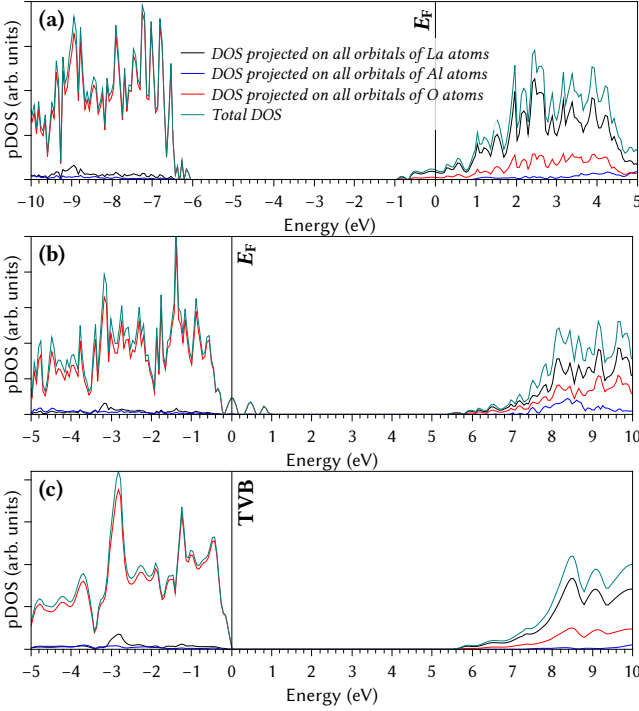 (a)
E_F
DOS projected on all orbitals of La atoms
DOS projected on all orbitals of Al atoms
DOS projected on all orbitals of O atoms
Total DOS
pDOS (arb. units)
−10 −9 −8 −7 −6 −5 −4 −3 −2 −1 0 1 2 3 4 5
Energy (eV)
(b)
E_F
pDOS (arb. units)
−5 −4 −3 −2 −1 0 1 2 3 4 5 6 7 8 9 10
Energy (eV)
(c)
TVB
pDOS (arb. units)
−5 −4 −3 −2 −1 0 1 2 3 4 5 6 7 8 9 10
Energy (eV)